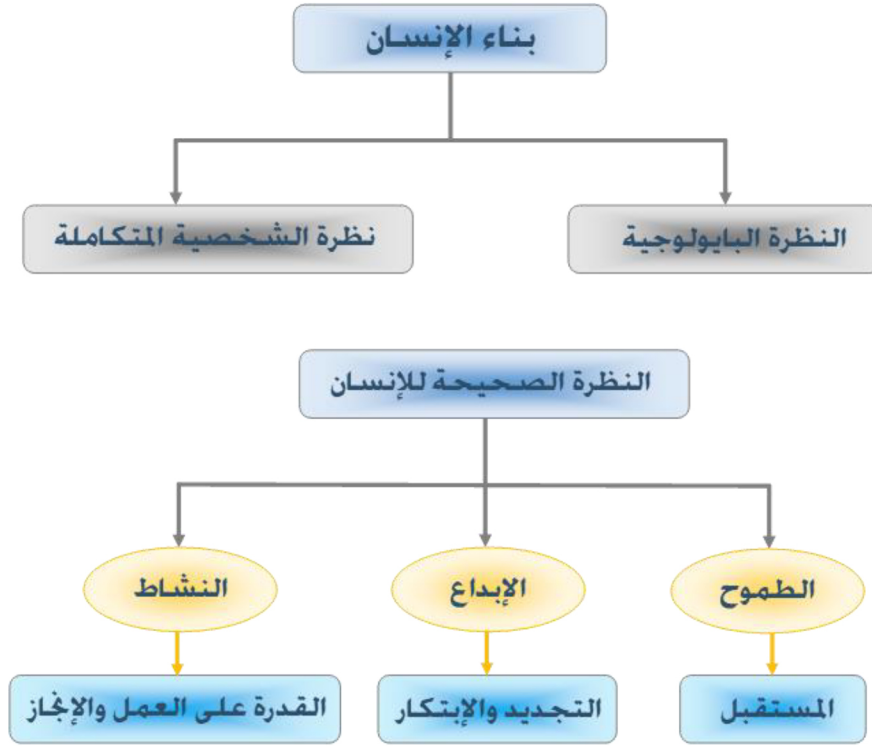 بناء الإنسان
النظرة البايولوجية
نظرة الشخصية المتكاملة
النظرة الصحيحة للإنسان
الطموح
الإبداع
النشاط
المستقبل
التجديد والإبتكار
القدرة على العمل والإنجاز